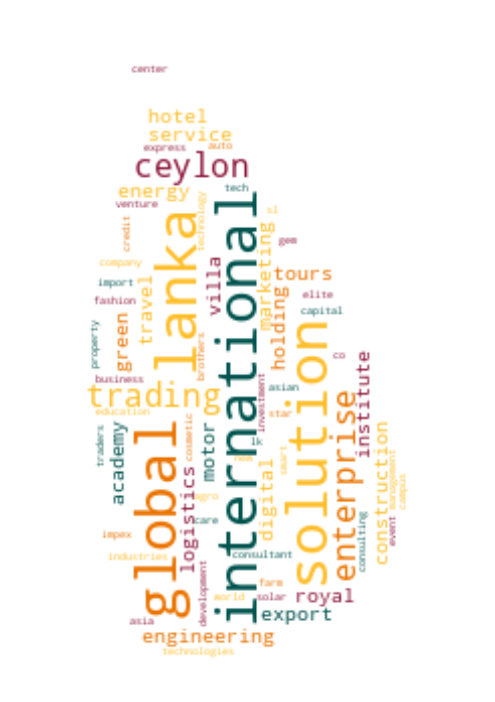 center
hotel
service
express
auto
ceylon
energy
tech
venture
technology
lanka
international
sl
credit
marketing
gem
villa
company
tours
import
travel
holding
elite
fashion
capital
green
property
brothers
solution
co
institute
business
investment
asian
trading
enterprise
education
star
cosmetic
global
motor
academy
traders
lk
construction
management
smart
digital
logistics
campus
agro
care
event
consulting
impex
industries
consultant
development
farm
world
solar
royal
export
asia
engineering
technologies